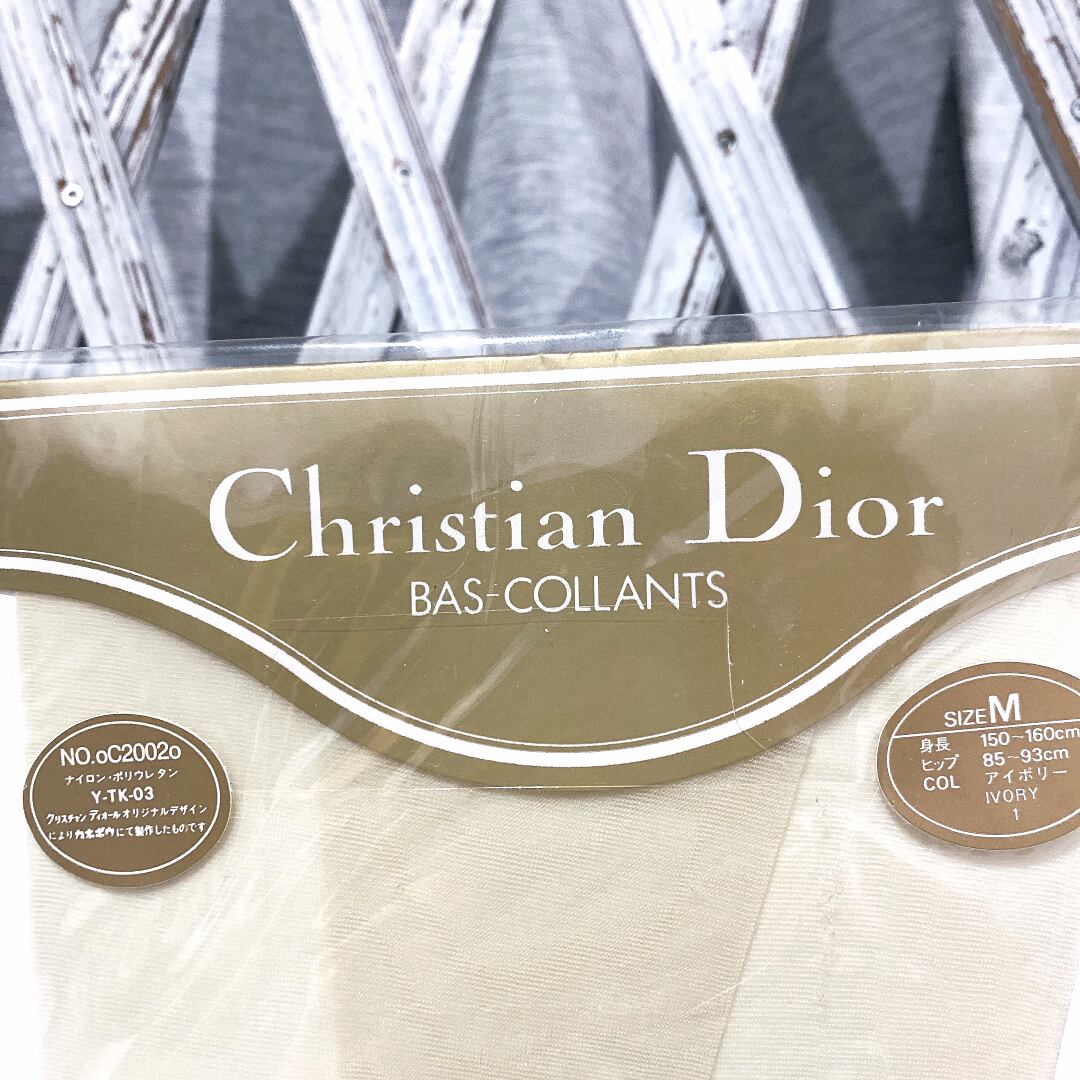 Christian Dior
BAS-COLLANTS
NO.oC2002o
ナイロン・ポリウレタン
Y-TK-03
クリスチャン ディオールオリジナルデザイン
によりカネボウにて製作したものです
SIZE M
身長 150~160cm
ヒップ 85~93cm
COL アイボリー
IVORY
1